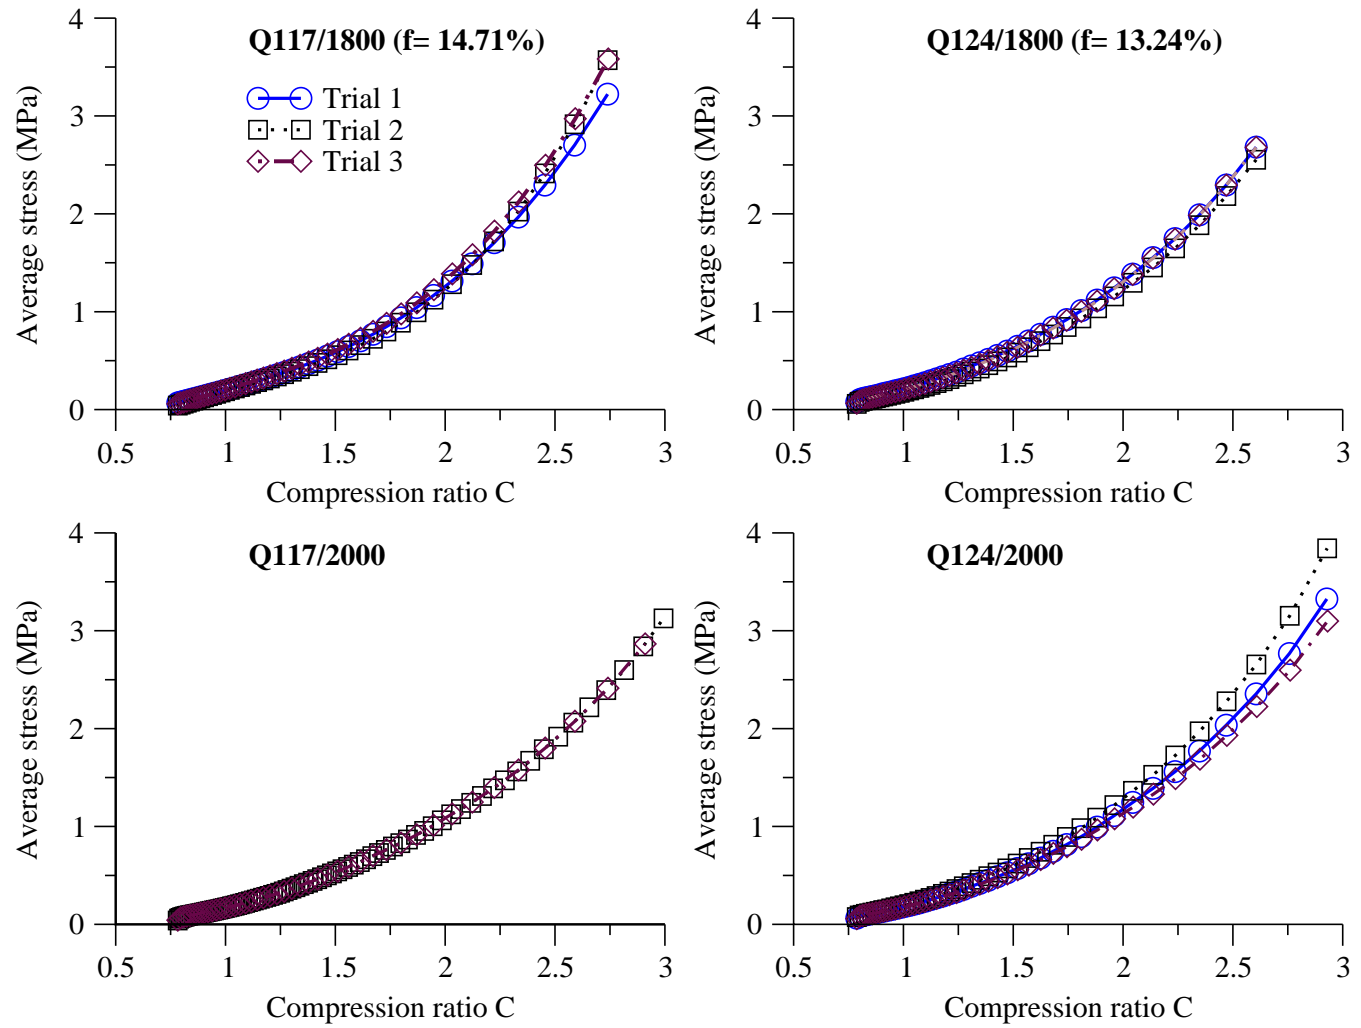 Q117/1800 (f= 14.71%)
Trial 1
Trial 2
Trial 3
4
3
2
1
0
Average stress (MPa)
0.5 1 1.5 2 2.5 3
Compression ratio C
Q124/1800 (f= 13.24%)
4
3
2
1
0
Average stress (MPa)
0.5 1 1.5 2 2.5 3
Compression ratio C
Q117/2000
4
3
2
1
0
Average stress (MPa)
0.5 1 1.5 2 2.5 3
Compression ratio C
Q124/2000
4
3
2
1
0
Average stress (MPa)
0.5 1 1.5 2 2.5 3
Compression ratio C